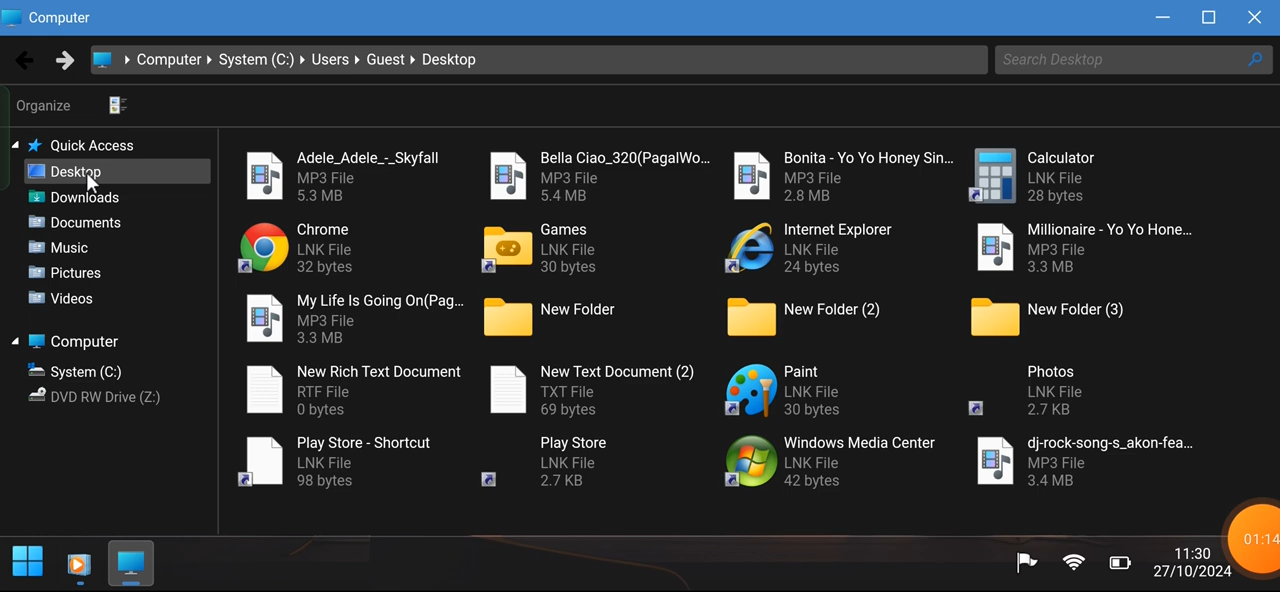 Computer
Computer System (C:) Users Guest Desktop
Search Desktop
Organize
Quick Access
Desktop
Downloads
Documents
Music
Pictures
Videos
Computer
System (C:)
DVD RW Drive (Z:)
Adele_Adele_-_Skyfall
MP3 File
5.3 MB
Bella Ciao_320(PagalWo...
MP3 File
5.4 MB
Bonita - Yo Yo Honey Sin...
MP3 File
2.8 MB
Calculator
LNK File
28 bytes
Chrome
LNK File
32 bytes
Games
LNK File
30 bytes
Internet Explorer
LNK File
24 bytes
Millionaire - Yo Yo Hone...
MP3 File
3.3 MB
My Life Is Going On(Pag...
MP3 File
3.3 MB
New Folder
New Folder (2)
New Folder (3)
New Rich Text Document
RTF File
0 bytes
New Text Document (2)
TXT File
69 bytes
Paint
LNK File
30 bytes
Photos
LNK File
2.7 KB
Play Store - Shortcut
LNK File
98 bytes
Play Store
LNK File
2.7 KB
Windows Media Center
LNK File
42 bytes
dj-rock-song-s_akon-fea...
MP3 File
3.4 MB
01:14
11:30
27/10/2024